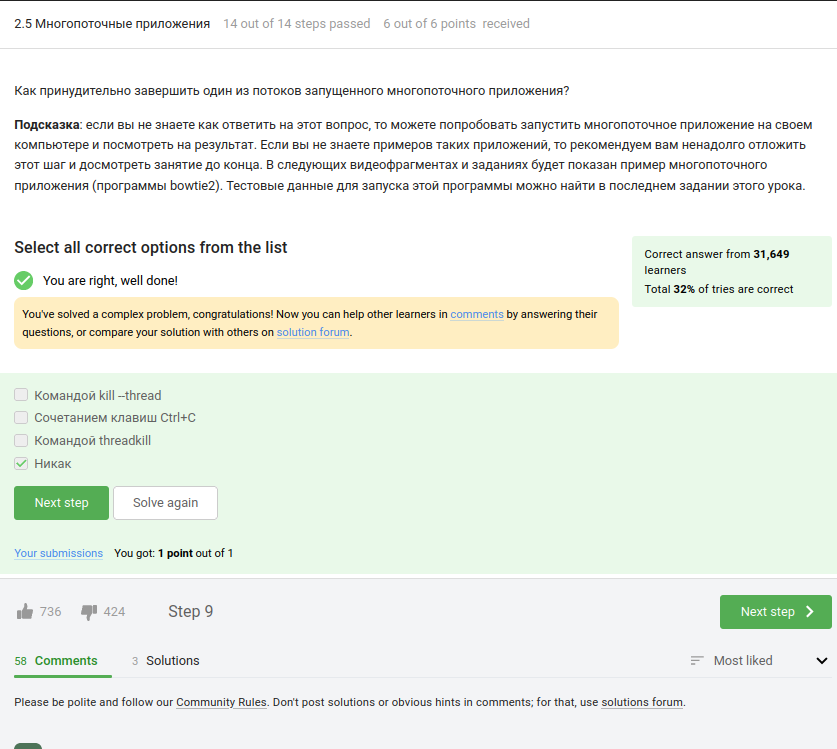 2.5 Многопоточные приложения 14 out of 14 steps passed 6 out of 6 points received
Как принудительно завершить один из потоков запущенного многопоточного приложения?
Подсказка: если вы не знаете как ответить на этот вопрос, то можете попробовать запустить многопоточное приложение на своем
компьютере и посмотреть на результат. Если вы не знаете примеров таких приложений, то рекомендуем вам ненадолго отложить
этот шаг и досмотреть занятие до конца. В следующих видеофрагментах и заданиях будет показан пример многопоточного
приложения (программы bowtie2). Тестовые данные для запуска этой программы можно найти в последнем задании этого урока.
Select all correct options from the list
You are right, well done!
You've solved a complex problem, congratulations! Now you can help other learners in comments by answering their
questions, or compare your solution with others on solution forum.
Correct answer from 31,649
learners
Total 32% of tries are correct
Командой kill --thread
Сочетанием клавиш Ctrl+C
Командой threadkill
Никак
Next step Solve again
Your submissions You got: 1 point out of 1
736 424 Step 9 Next step
58 Comments 3 Solutions Most liked
Please be polite and follow our Community Rules. Don't post solutions or obvious hints in comments; for that, use solutions forum.